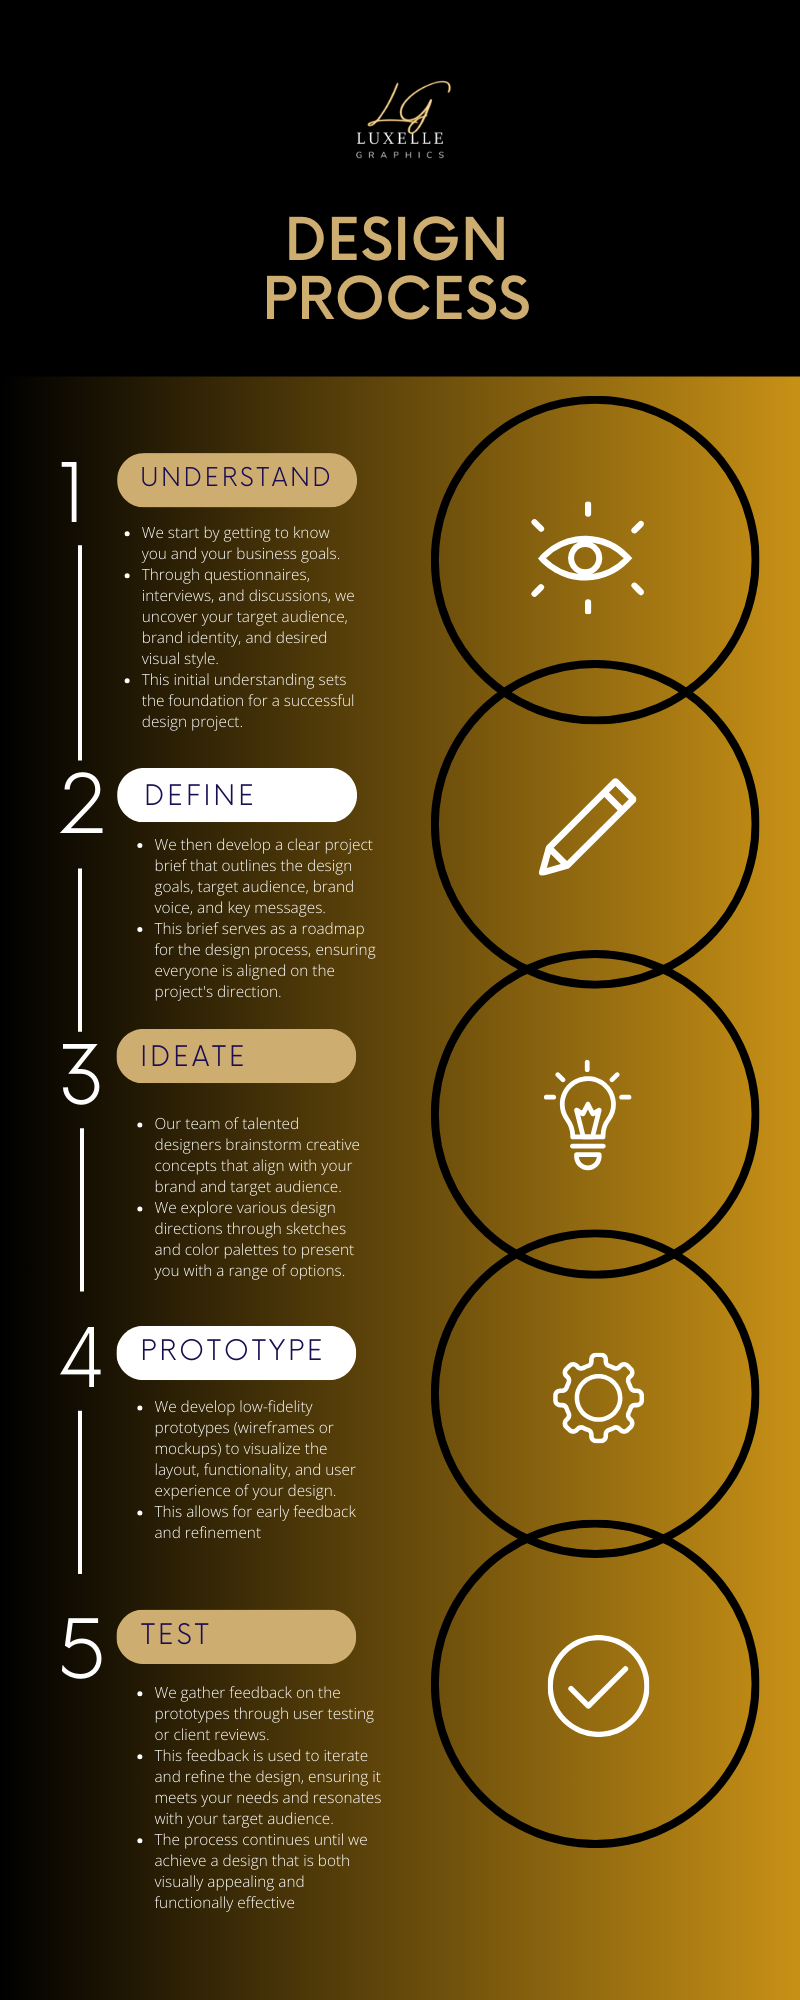 LG
LUXELLE
GRAPHICS
DESIGN
PROCESS
1
UNDERSTAND
• We start by getting to know
you and your business goals.
• Through questionnaires,
interviews, and discussions, we
uncover your target audience,
brand identity, and desired
visual style.
• This initial understanding sets
the foundation for a successful
design project.
2
DEFINE
• We then develop a clear project
brief that outlines the design
goals, target audience, brand
voice, and key messages.
• This brief serves as a roadmap
for the design process, ensuring
everyone is aligned on the
project's direction.
3
IDEATE
• Our team of talented
designers brainstorm creative
concepts that align with your
brand and target audience.
• We explore various design
directions through sketches
and color palettes to present
you with a range of options.
4
PROTOTYPE
• We develop low-fidelity
prototypes (wireframes or
mockups) to visualize the
layout, functionality, and user
experience of your design.
• This allows for early feedback
and refinement
5
TEST
• We gather feedback on the
prototypes through user testing
or client reviews.
• This feedback is used to iterate
and refine the design, ensuring it
meets your needs and resonates
with your target audience.
• The process continues until we
achieve a design that is both
visually appealing and
functionally effective